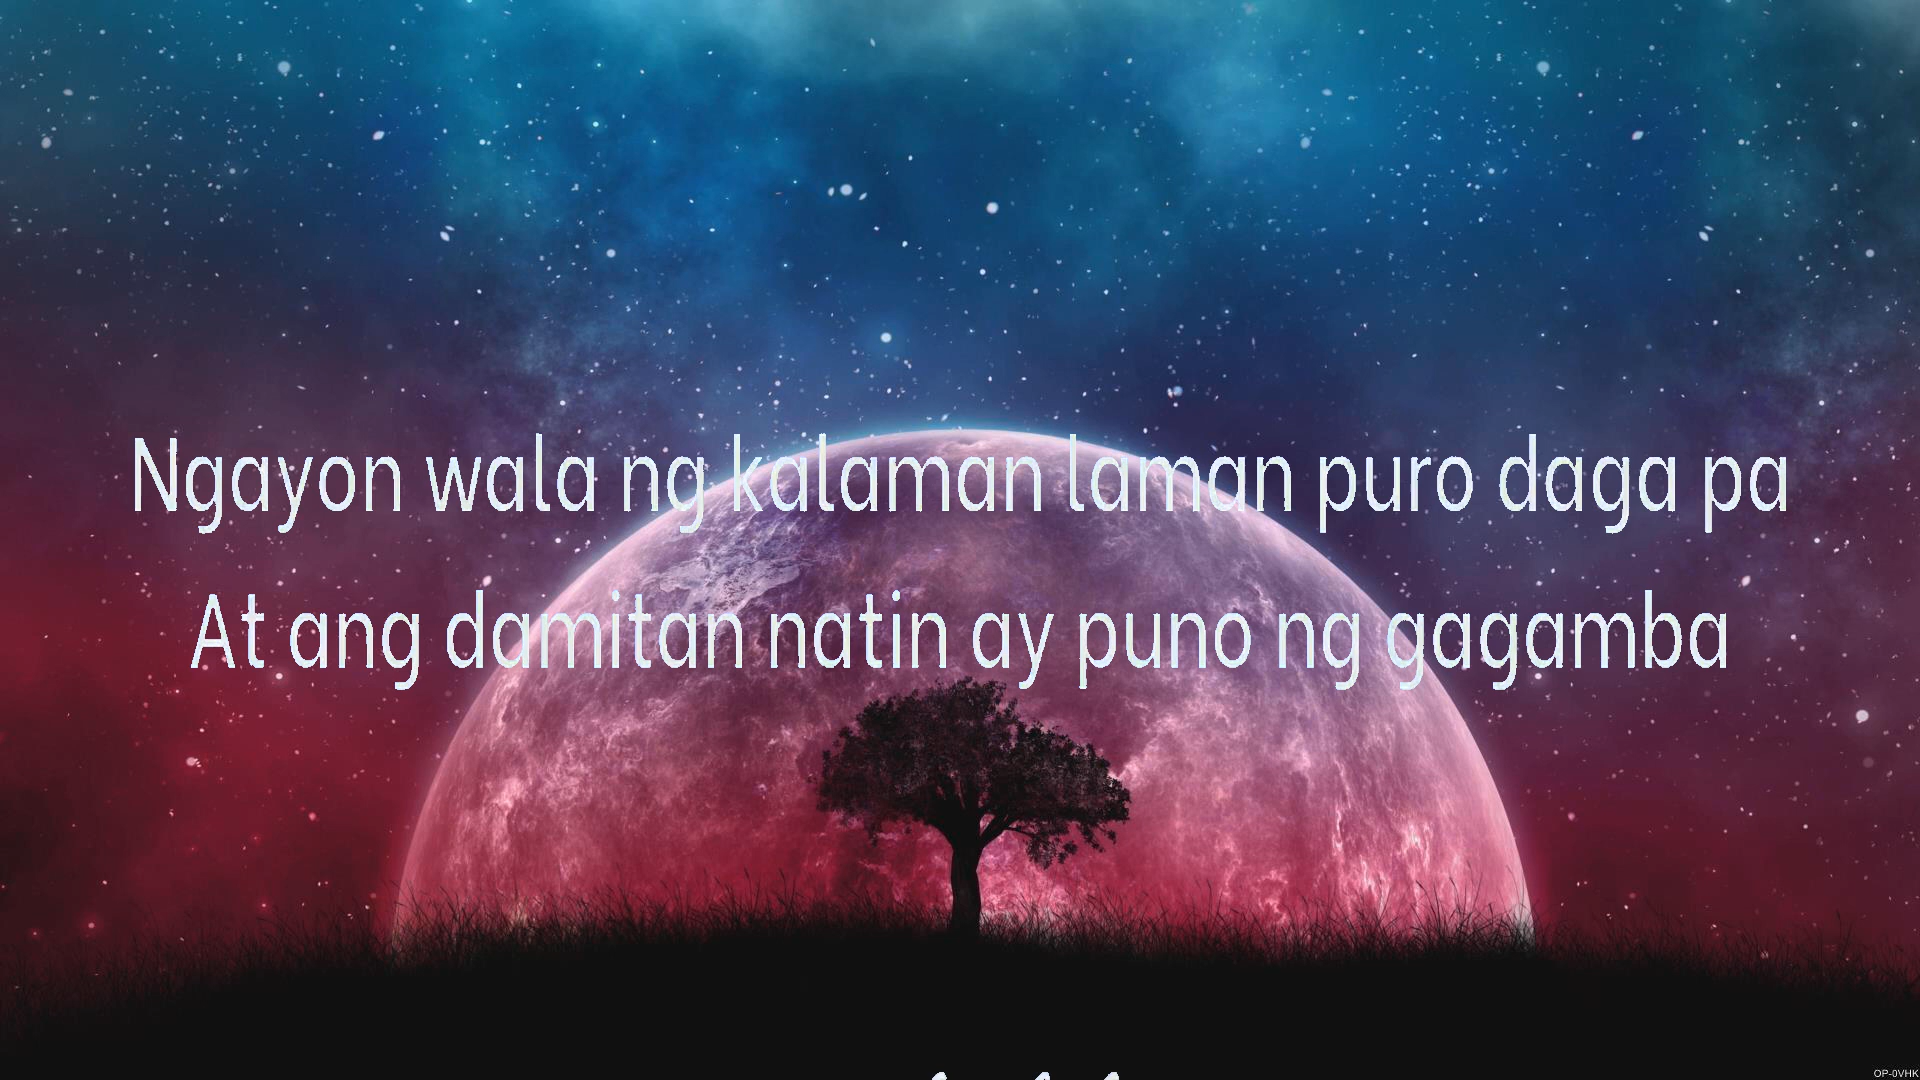 Ngayon wala ng kalaman laman puro daga pa
At ang damitan natin ay puno ng gagamba
OP-0VHK